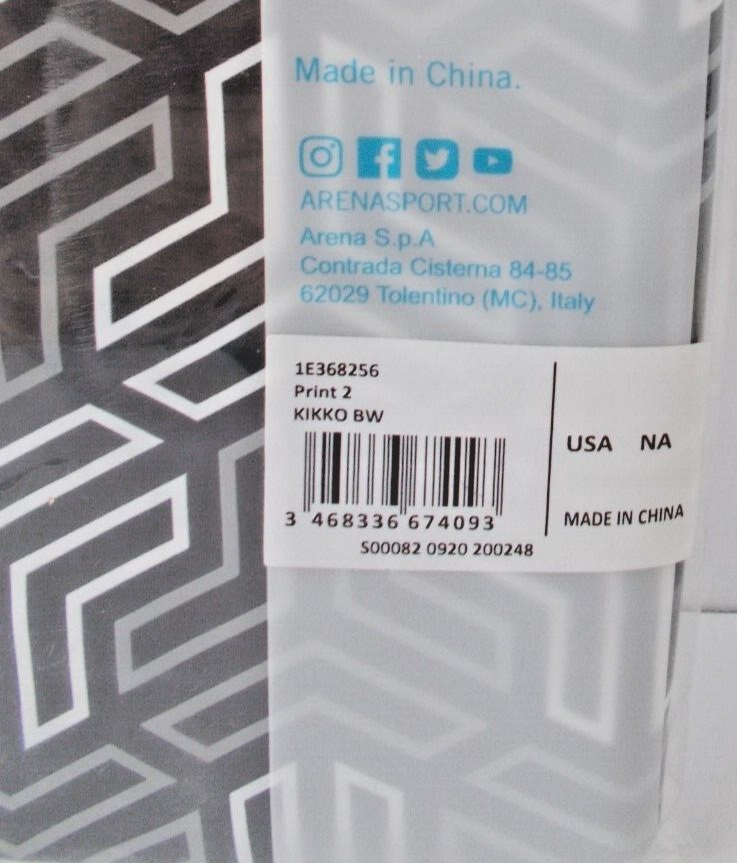 Made in China.
ARENASPORT.COM
Arena S.p.A
Contrada Cisterna 84-85
62029 Tolentino (MC), Italy
1E368256
Print 2
KIKKO BW
3 468336 674093
S00082 0920 200248
USA NA
MADE IN CHINA